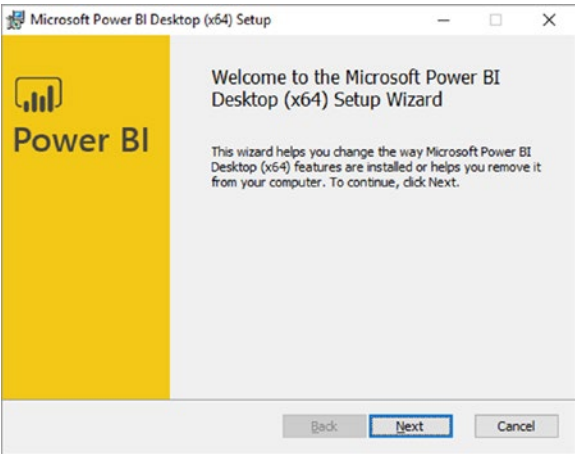 Microsoft Power BI Desktop (x64) Setup
Power BI
Welcome to the Microsoft Power BI
Desktop (x64) Setup Wizard
This wizard helps you change the way Microsoft Power BI
Desktop (x64) features are installed or helps you remove it
from your computer. To continue, click Next.
Back Next Cancel